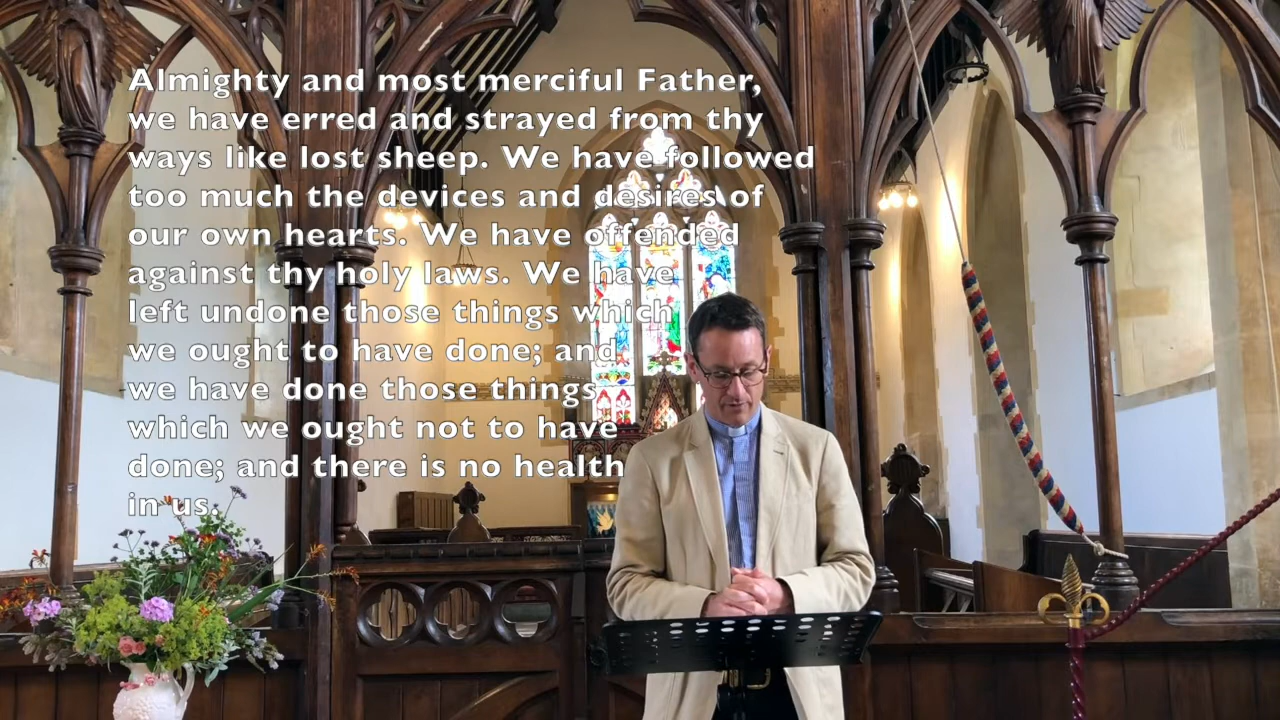 Almighty and most merciful Father,
we have erred and strayed from thy
ways like lost sheep. We have followed
too much the devices and desires of
our own hearts. We have offended
against thy holy laws. We have
left undone those things which
we ought to have done; and
we have done those things
which we ought not to have
done; and there is no health
in us.